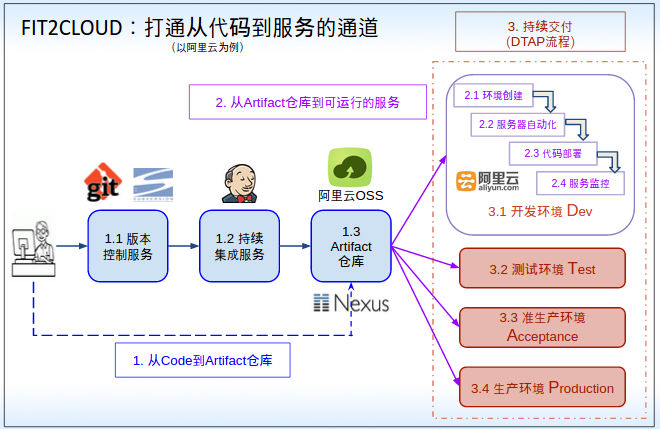 FIT2CLOUD：打通从代码到服务的通道
（以阿里云为例）
3. 持续交付
(DTAP流程)
2. 从Artifact仓库到可运行的服务
2.1 环境创建
2.2 服务器自动化
2.3 代码部署
2.4 服务监控
阿里云
aliyun.com
3.1 开发环境 Dev
git
SUBVERSION
阿里云OSS
1.1 版本
控制服务
1.2 持续
集成服务
1.3
Artifact
仓库
Nexus
3.2 测试环境 Test
3.3 准生产环境
Acceptance
3.4 生产环境 Production
1. 从Code到Artifact仓库